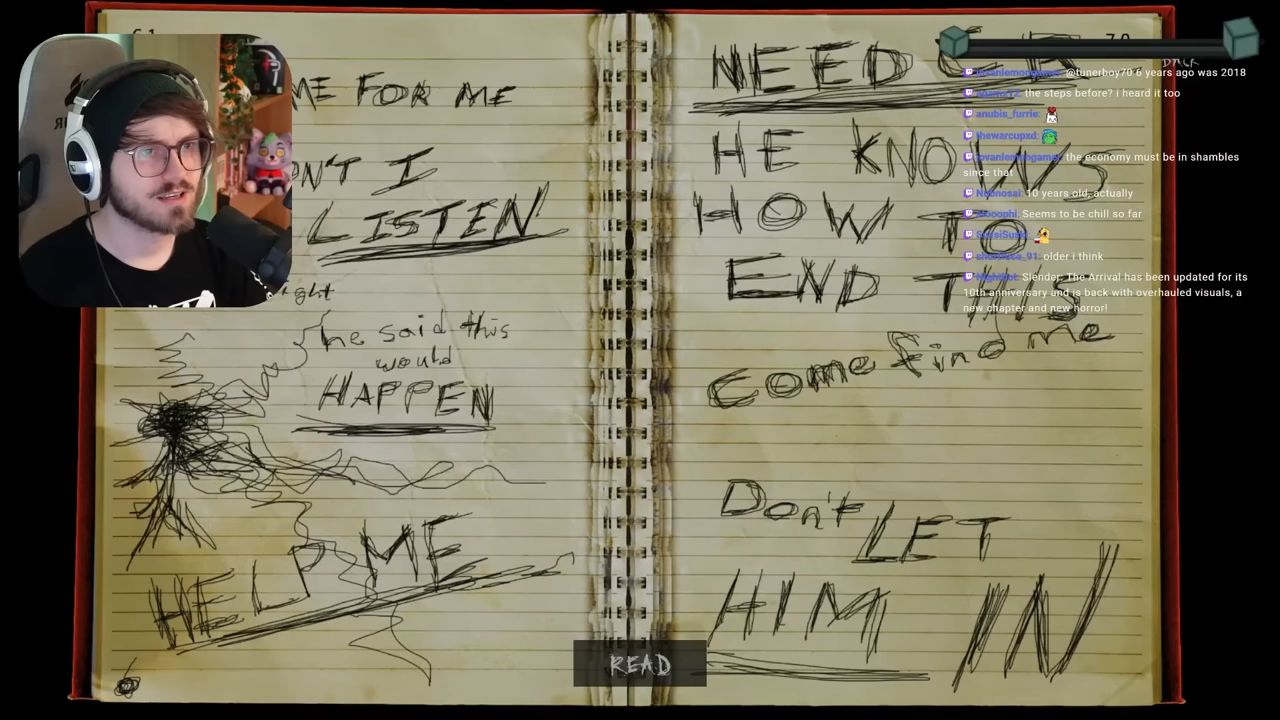 ME FOR ME
N'T I
LISTEN
ght
he said this
would
HAPPEN
HELP ME
NEED
HE KNOWS
HOW TO
END THIS
come find me
Don't LET
HIM IN
READ
@tunerboy70 6 years ago was 2018
the steps before? i heard it too
anubis_furrie:
thewarcupxd:
the economy must be in shambles
since that
10 years old, actually
Seems to be chill so far
older i think
Nightbot: Slender: The Arrival has been updated for its
10th anniversary and is back with overhauled visuals, a
new chapter and new horror!